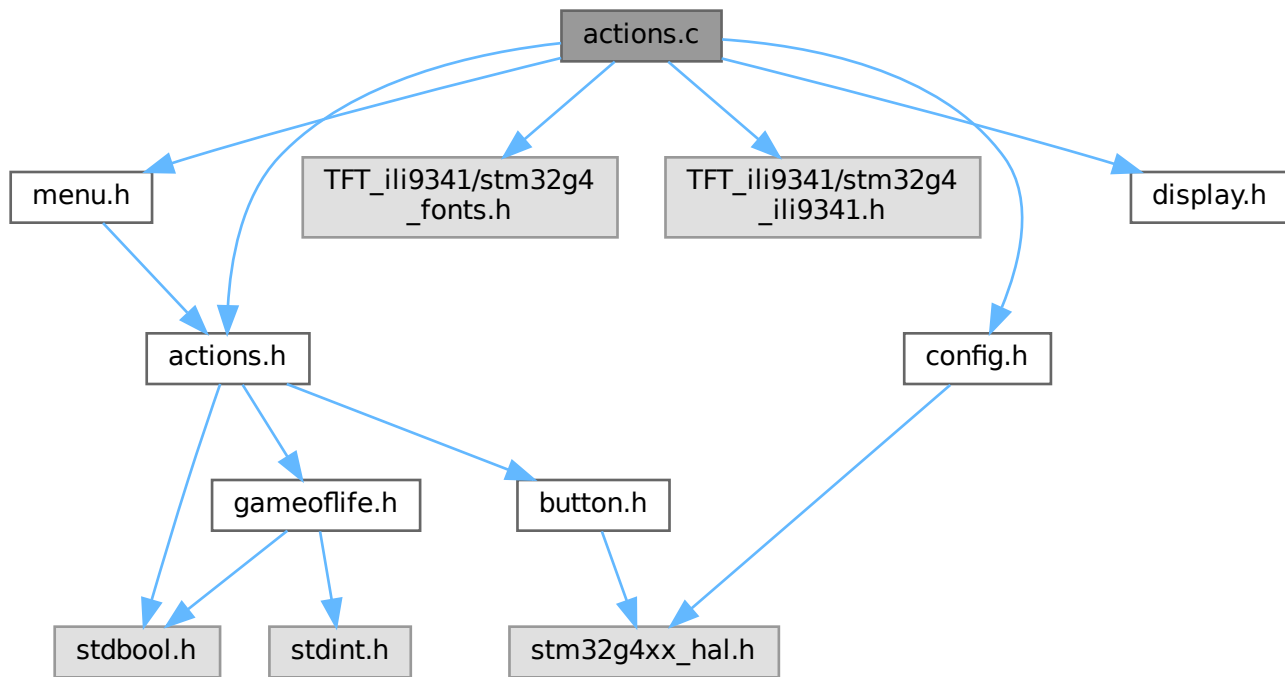 actions.c
menu.h
TFT_ili9341/stm32g4
_fonts.h
TFT_ili9341/stm32g4
_ili9341.h
display.h
actions.h
config.h
gameoflife.h
button.h
stdbool.h
stdint.h
stm32g4xx_hal.h